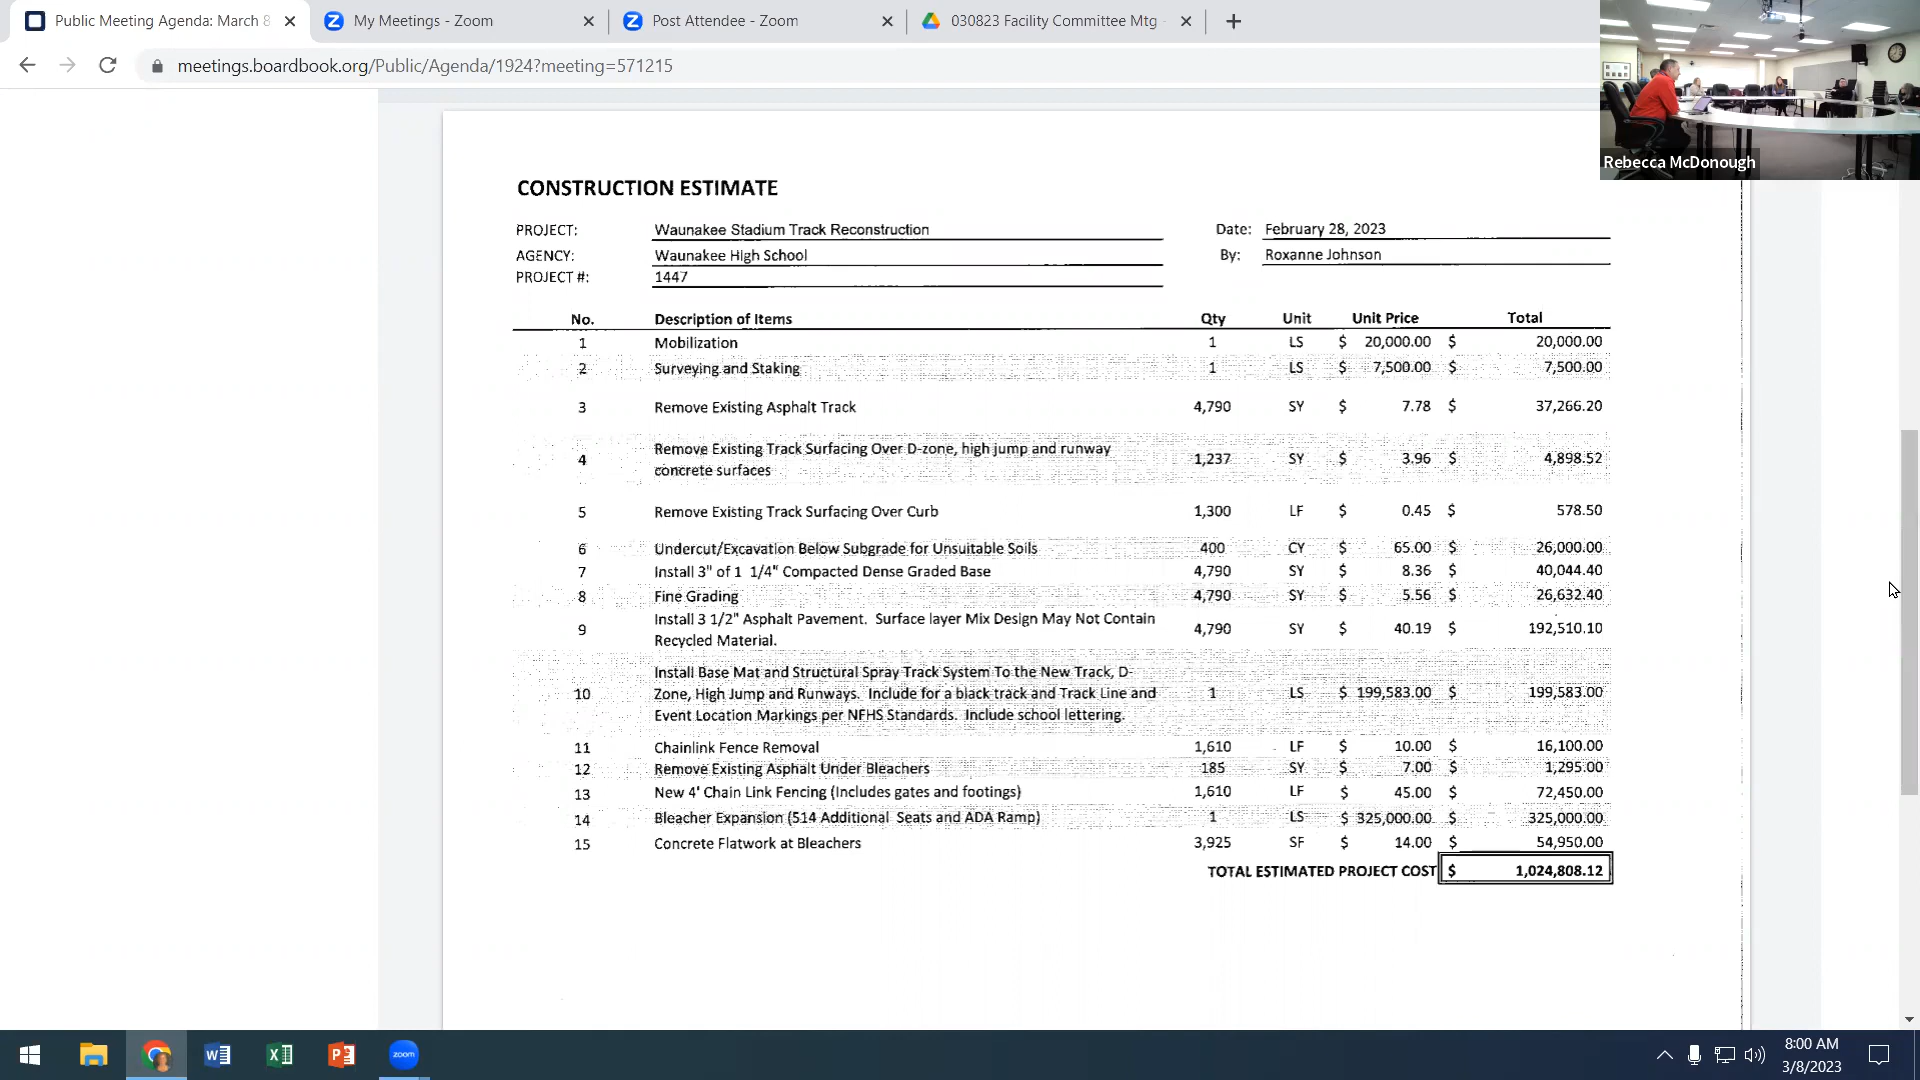 Public Meeting Agenda: March 8
My Meetings - Zoom
Post Attendee - Zoom
030823 Facility Committee Mtg -
meetings.boardbook.org/Public/Agenda/1924?meeting=571215
Rebecca McDonough
CONSTRUCTION ESTIMATE
PROJECT: Waunakee Stadium Track Reconstruction Date: February 28, 2023
AGENCY: Waunakee High School By: Roxanne Johnson
PROJECT #: 1447
No. Description of Items Qty Unit Unit Price Total
1 Mobilization 1 LS $ 20,000.00 $ 20,000.00
2 Surveying and Staking 1 LS $ 7,500.00 $ 7,500.00
3 Remove Existing Asphalt Track 4,790 SY $ 7.78 $ 37,266.20
4 Remove Existing Track Surfacing Over D-zone, high jump and runway
concrete surfaces 1,237 SY $ 3.96 $ 4,898.52
5 Remove Existing Track Surfacing Over Curb 1,300 LF $ 0.45 $ 578.50
6 Undercut/Excavation Below Subgrade for Unsuitable Soils 400 CY $ 65.00 $ 26,000.00
7 Install 3" of 1 1/4" Compacted Dense Graded Base 4,790 SY $ 8.36 $ 40,044.40
8 Fine Grading 4,790 SY $ 5.56 $ 26,632.40
9 Install 3 1/2" Asphalt Pavement. Surface layer Mix Design May Not Contain
Recycled Material. 4,790 SY $ 40.19 $ 192,510.10
Install Base Mat and Structural Spray Track System To the New Track, D-
10 Zone, High Jump and Runways. Include for a black track and Track Line and 1 LS $ 199,583.00 $ 199,583.00
Event Location Markings per NFHS Standards. Include school lettering.
11 Chainlink Fence Removal 1,610 LF $ 10.00 $ 16,100.00
12 Remove Existing Asphalt Under Bleachers 185 SY $ 7.00 $ 1,295.00
13 New 4' Chain Link Fencing (Includes gates and footings) 1,610 LF $ 45.00 $ 72,450.00
14 Bleacher Expansion (514 Additional Seats and ADA Ramp) 1 LS $ 325,000.00 $ 325,000.00
15 Concrete Flatwork at Bleachers 3,925 SF $ 14.00 $ 54,950.00
TOTAL ESTIMATED PROJECT COST $ 1,024,808.12
zoom
8:00 AM
3/8/2023